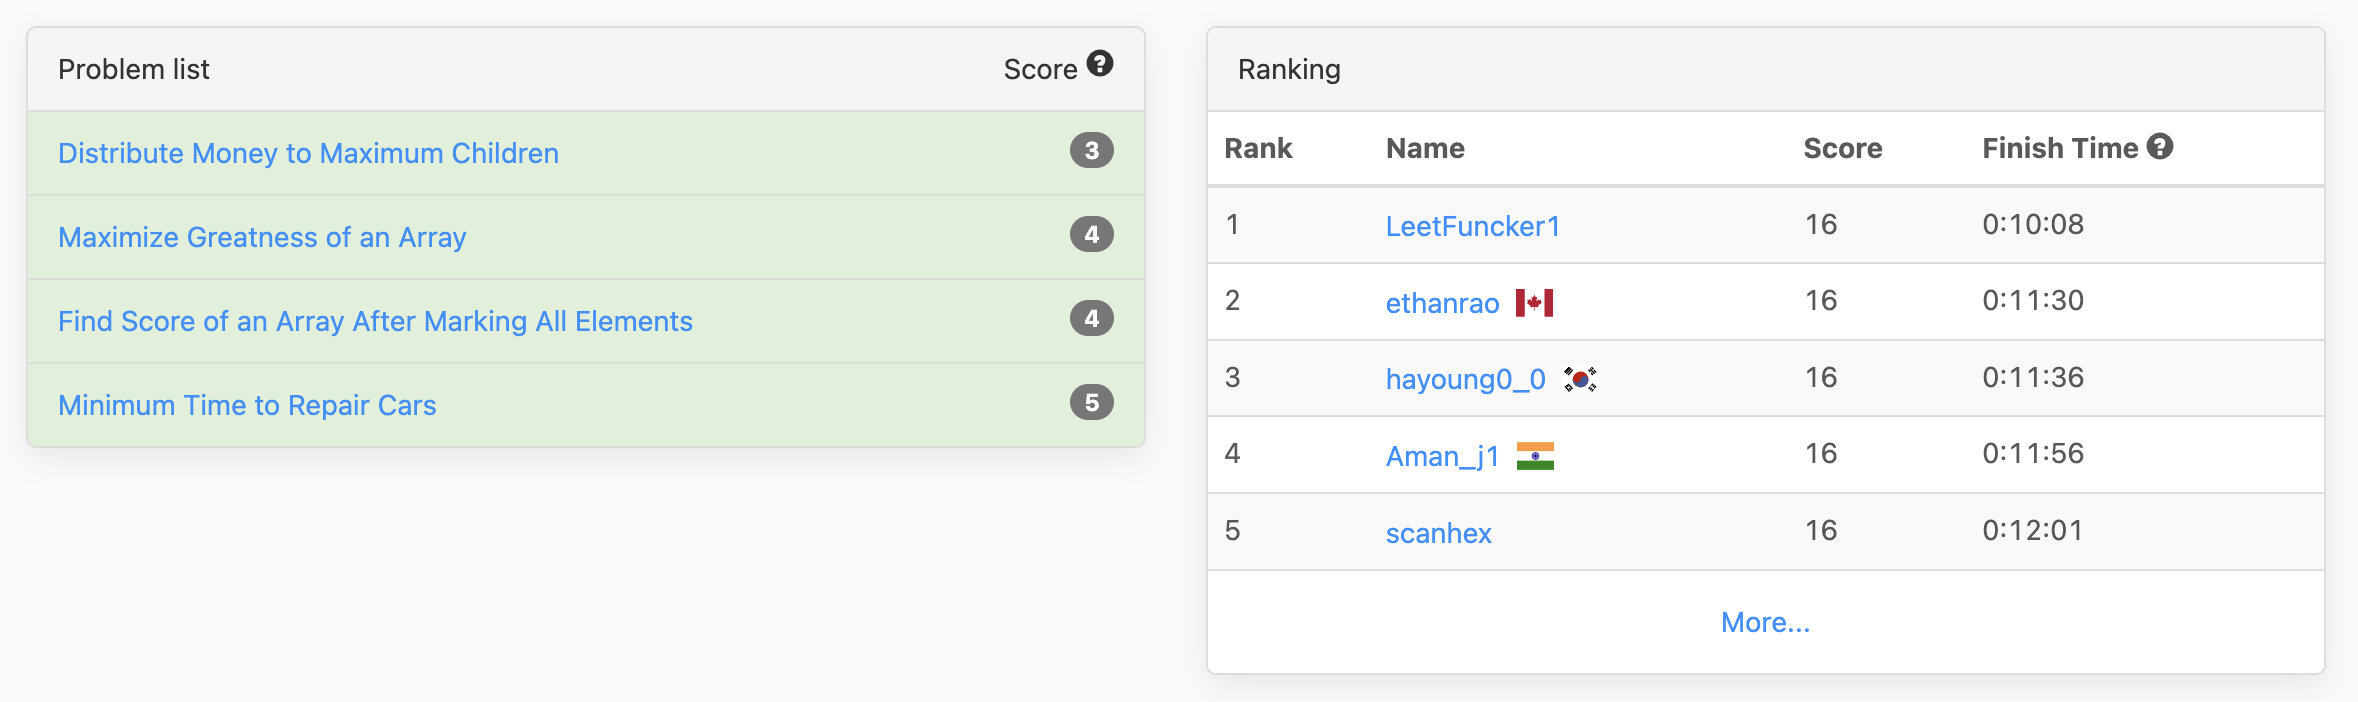 Problem list Score ?
Distribute Money to Maximum Children 3
Maximize Greatness of an Array 4
Find Score of an Array After Marking All Elements 4
Minimum Time to Repair Cars 5
Ranking
Rank Name Score Finish Time ?
1 LeetFuncker1 16 0:10:08
2 ethanrao 16 0:11:30
3 hayoung0_0 16 0:11:36
4 Aman_j1 16 0:11:56
5 scanhex 16 0:12:01
More...